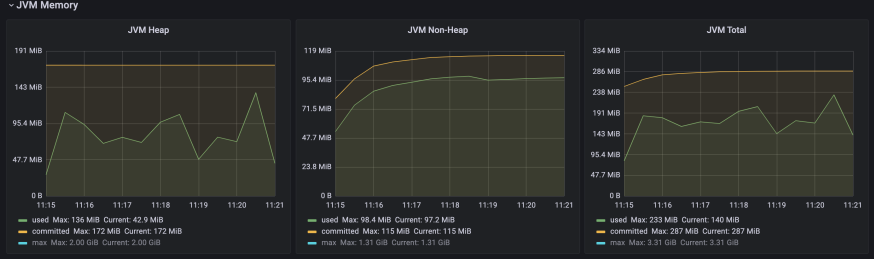 JVM Memory
JVM Heap
191 MiB
143 MiB
95.4 MiB
47.7 MiB
0 B
11:15 11:16 11:17 11:18 11:19 11:20 11:21
used Max: 136 MiB Current: 42.9 MiB
committed Max: 172 MiB Current: 172 MiB
max Max: 2.00 GiB Current: 2.00 GiB
JVM Non-Heap
119 MiB
95.4 MiB
71.5 MiB
47.7 MiB
23.8 MiB
0 B
11:15 11:16 11:17 11:18 11:19 11:20 11:21
used Max: 98.4 MiB Current: 97.2 MiB
committed Max: 115 MiB Current: 115 MiB
max Max: 1.31 GiB Current: 1.31 GiB
JVM Total
334 MiB
286 MiB
238 MiB
191 MiB
143 MiB
95.4 MiB
47.7 MiB
0 B
11:15 11:16 11:17 11:18 11:19 11:20 11:21
used Max: 233 MiB Current: 140 MiB
committed Max: 287 MiB Current: 287 MiB
max Max: 3.31 GiB Current: 3.31 GiB